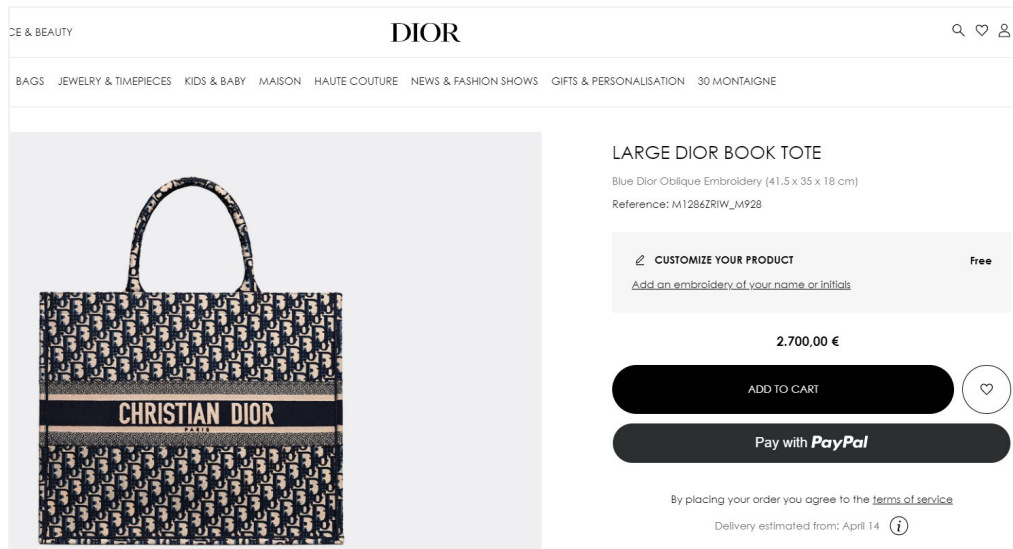 CE & BEAUTY
DIOR
BAGS JEWELRY & TIMEPIECES KIDS & BABY MAISON HAUTE COUTURE NEWS & FASHION SHOWS GIFTS & PERSONALISATION 30 MONTAIGNE
LARGE DIOR BOOK TOTE
Blue Dior Oblique Embroidery (41.5 x 35 x 18 cm)
Reference: M1286ZRIW_M928
CUSTOMIZE YOUR PRODUCT Free
Add an embroidery of your name or initials
2.700,00 €
ADD TO CART
Pay with PayPal
By placing your order you agree to the terms of service
Delivery estimated from: April 14 i
CHRISTIAN DIOR
PARIS